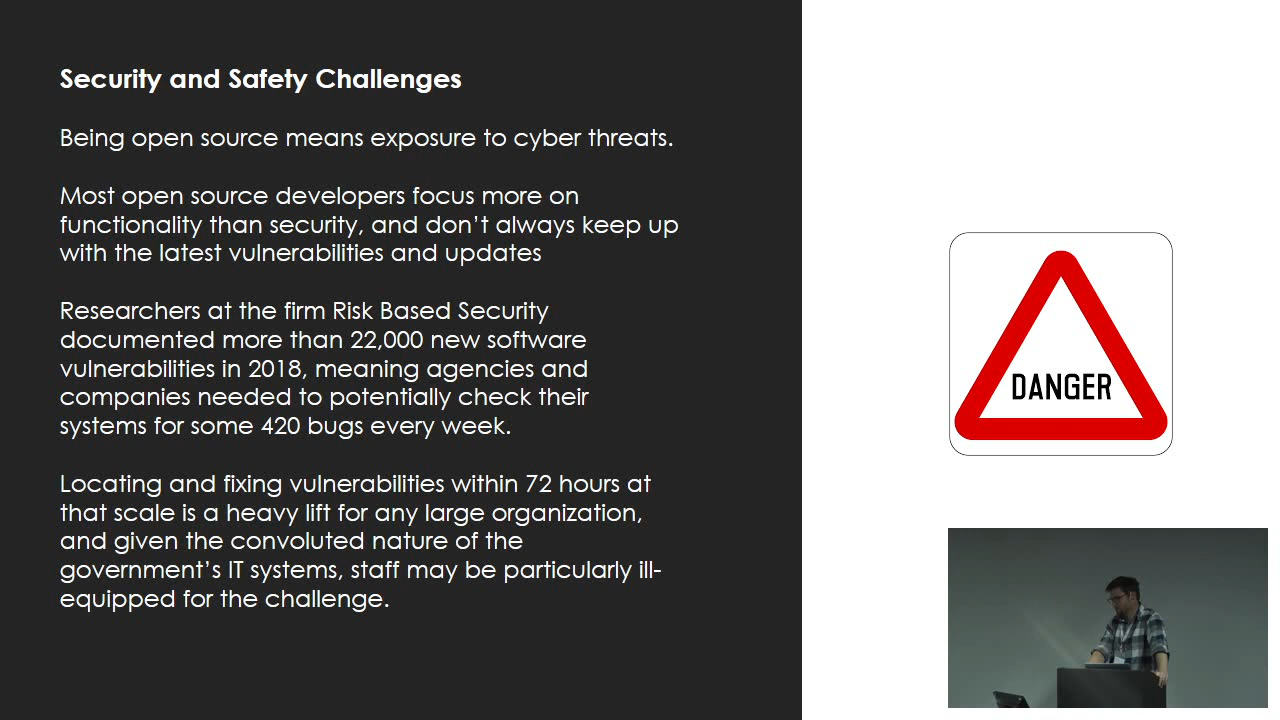 Security and Safety Challenges
Being open source means exposure to cyber threats.
Most open source developers focus more on
functionality than security, and don’t always keep up
with the latest vulnerabilities and updates
Researchers at the firm Risk Based Security
documented more than 22,000 new software
vulnerabilities in 2018, meaning agencies and
companies needed to potentially check their
systems for some 420 bugs every week.
Locating and fixing vulnerabilities within 72 hours at
that scale is a heavy lift for any large organization,
and given the convoluted nature of the
government’s IT systems, staff may be particularly ill-
equipped for the challenge.
DANGER